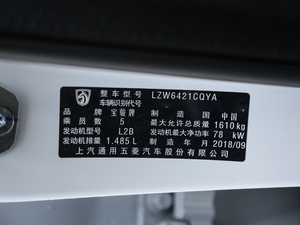 整车型号 LZW6421CQYA
车辆识别代号
品牌 宝骏牌 制造国 中国
乘员数 5 最大允许总质量 1610kg
发动机型号 L2B 发动机最大净功率 78 kW
发动机排量 1.485 L 制造年月 2018/09
上汽通用五菱汽车股份有限公司